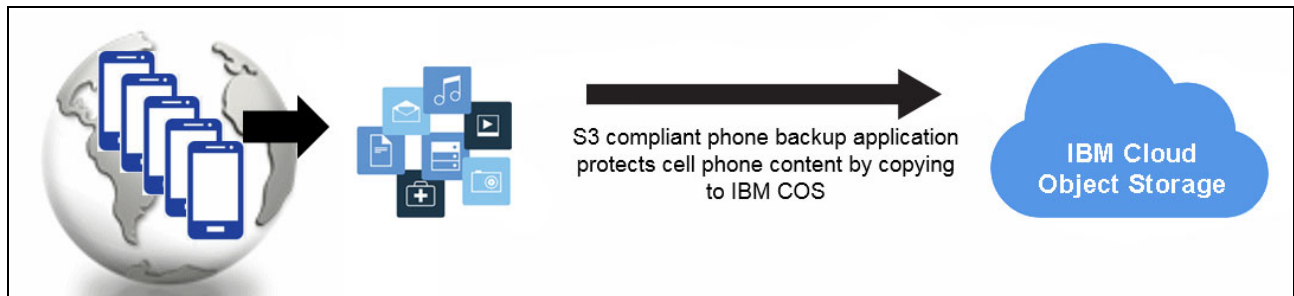 S3 compliant phone backup application
protects cell phone content by copying
to IBM COS
IBM Cloud
Object Storage